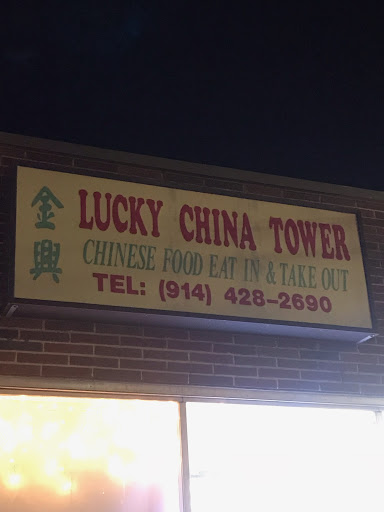 金興
LUCKY CHINA TOWER
CHINESE FOOD EAT IN & TAKE OUT
TEL: (914) 428-2690